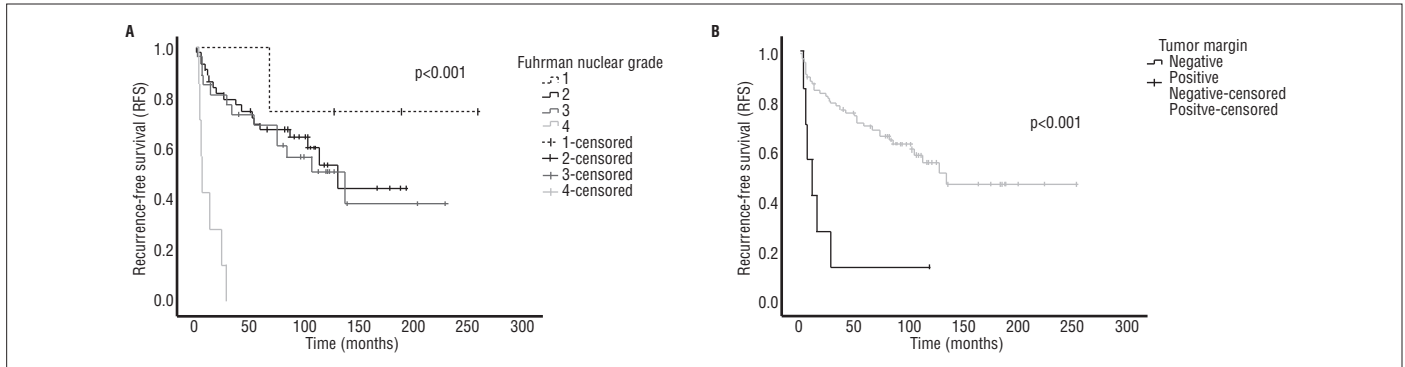 A
Recurrence-free survival (RFS)
1.0
0.8
0.6
0.4
0.2
0.0
p<0.001
0 50 100 150 200 250 300
Time (months)
Fuhrman nuclear grade
1
2
3
4
1-censored
2-censored
3-censored
4-censored
B
Recurrence-free survival (RFS)
1.0
0.8
0.6
0.4
0.2
0.0
p<0.001
0 50 100 150 200 250 300
Time (months)
Tumor margin
Negative
Positive
Negative-censored
Positve-censored